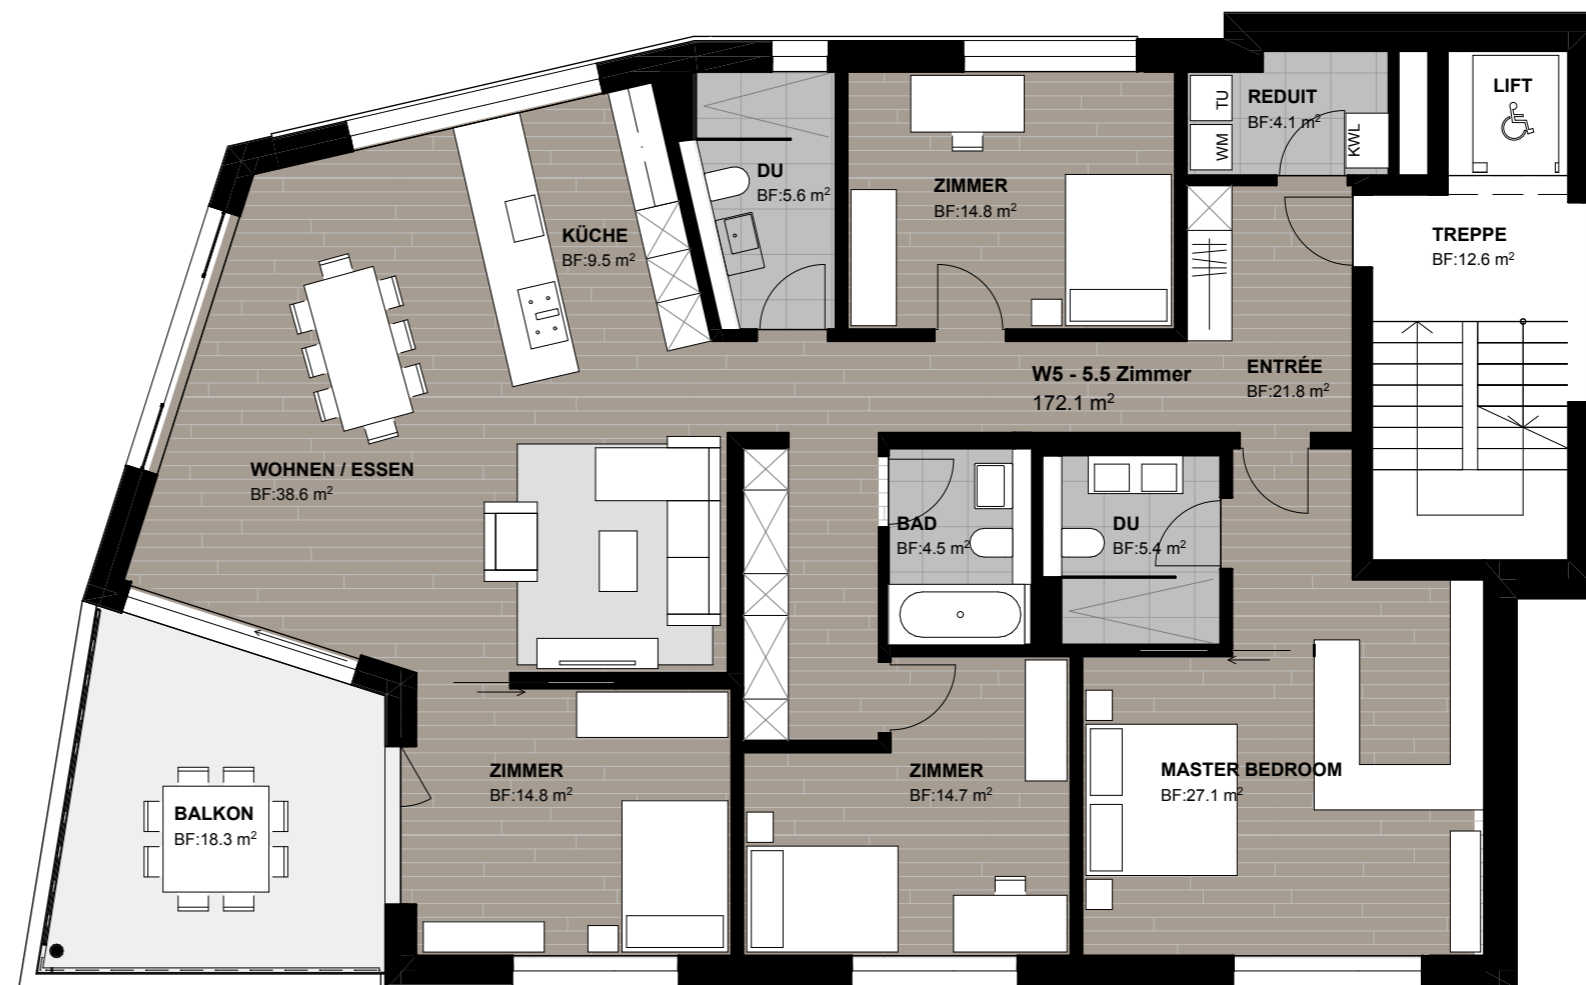 LIFT
TU
REDUIT
BF:4.1 m²
WM
KWL
DU
BF:5.6 m²
ZIMMER
BF:14.8 m²
KÜCHE
BF:9.5 m²
TREPPE
BF:12.6 m²
W5 - 5.5 Zimmer
172.1 m²
ENTRÉE
BF:21.8 m²
WOHNEN / ESSEN
BF:38.6 m²
BAD
BF:4.5 m²
DU
BF:5.4 m²
ZIMMER
BF:14.8 m²
ZIMMER
BF:14.7 m²
MASTER BEDROOM
BF:27.1 m²
BALKON
BF:18.3 m²